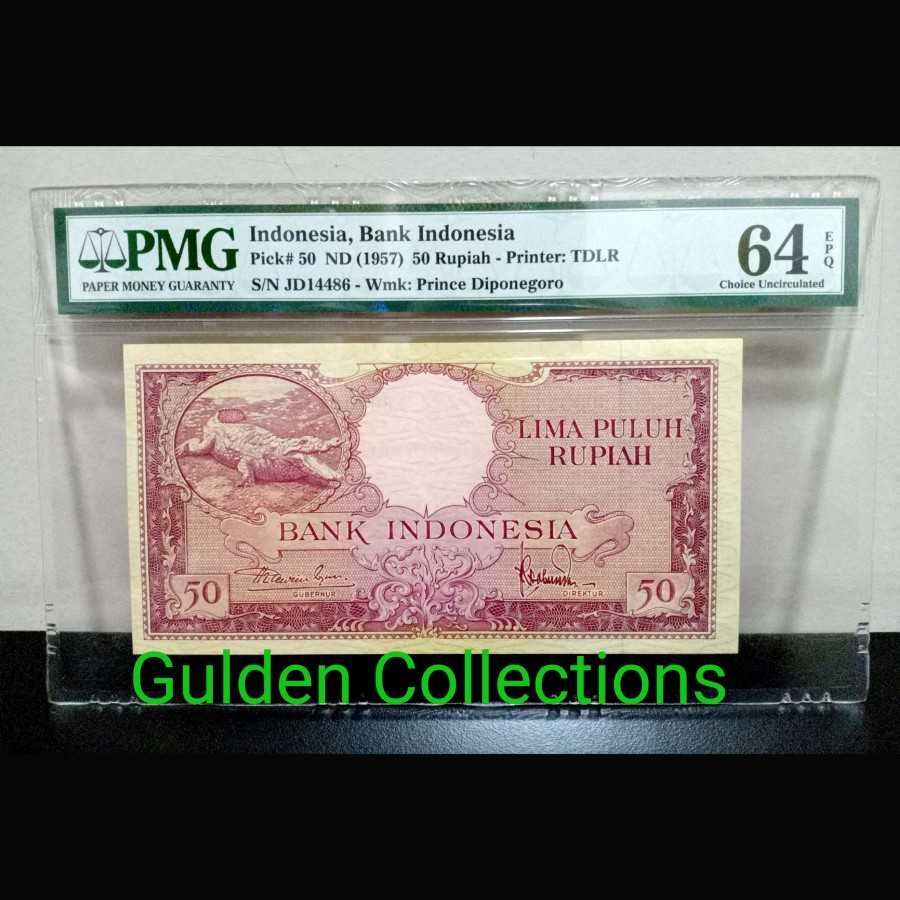 PMG
PAPER MONEY GUARANTY
Indonesia, Bank Indonesia
Pick# 50 ND (1957) 50 Rupiah - Printer: TDLR
S/N JD14486 - Wmk: Prince Diponegoro
64
EPQ
Choice Uncirculated
LIMA PULUH
RUPIAH
BANK INDONESIA
50
GUBERNUR
DIREKTUR
50
Gulden Collections